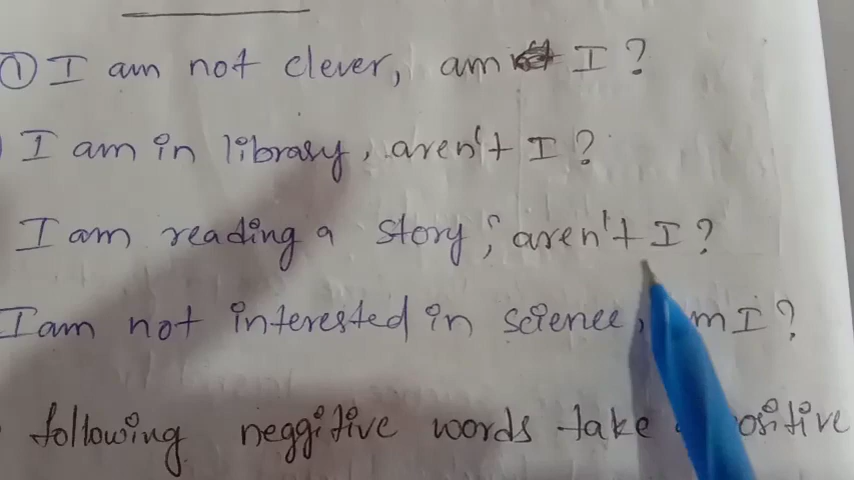 ① I am not clever, am I?
I am in library, aren't I?
I am reading a story, aren't I?
I am not interested in science, m I?
following neggitive words take ositive